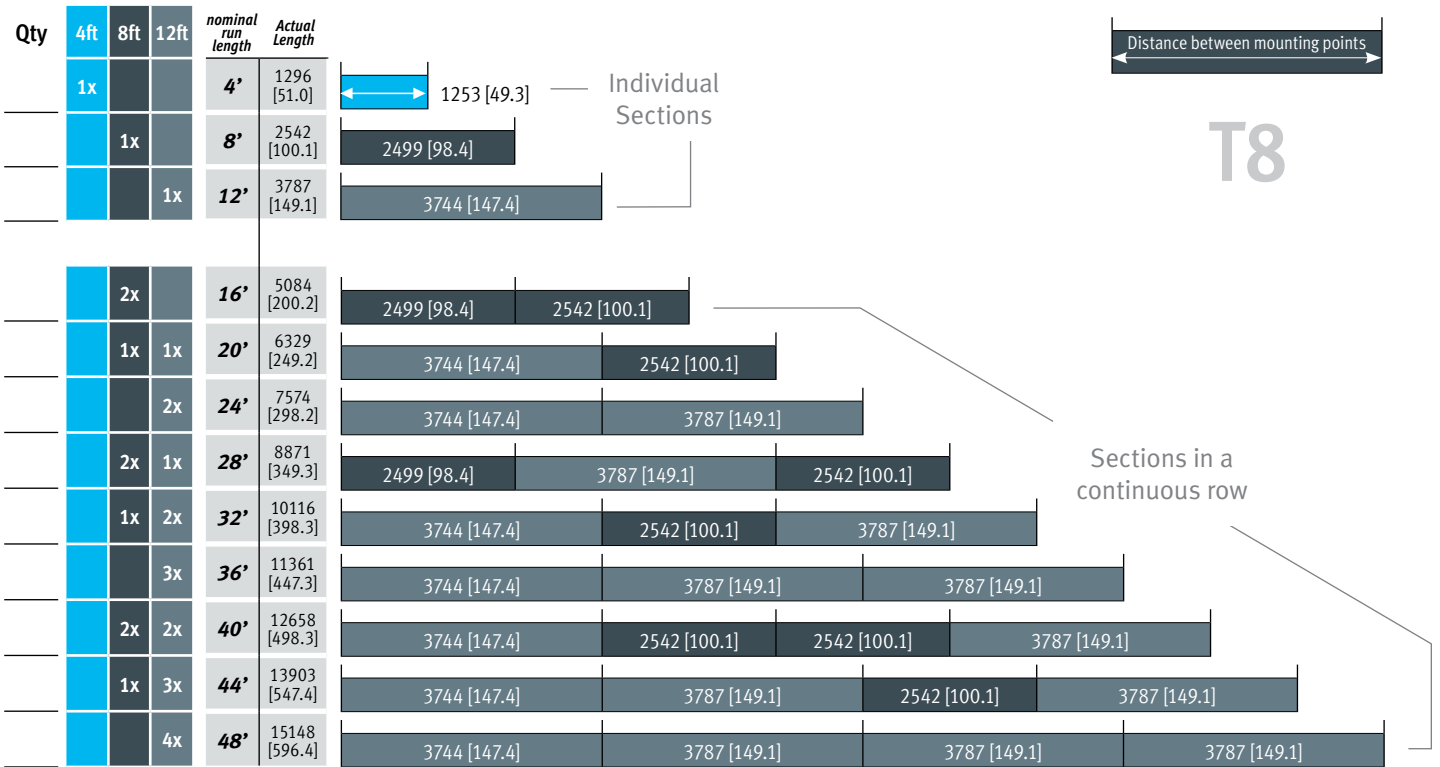 Qty 4ft 8ft 12ft nominal run length Actual Length
Distance between mounting points
T8
1x 4’ 1296 [51.0] 1253 [49.3]
Individual
Sections
1x 8’ 2542 [100.1] 2499 [98.4]
1x 12’ 3787 [149.1] 3744 [147.4]
2x 16’ 5084 [200.2] 2499 [98.4] 2542 [100.1]
1x 1x 20’ 6329 [249.2] 3744 [147.4] 2542 [100.1]
2x 24’ 7574 [298.2] 3744 [147.4] 3787 [149.1]
2x 1x 28’ 8871 [349.3] 2499 [98.4] 3787 [149.1] 2542 [100.1]
Sections in a
continuous row
1x 2x 32’ 10116 [398.3] 3744 [147.4] 2542 [100.1] 3787 [149.1]
3x 36’ 11361 [447.3] 3744 [147.4] 3787 [149.1] 3787 [149.1]
2x 2x 40’ 12658 [498.3] 3744 [147.4] 2542 [100.1] 2542 [100.1] 3787 [149.1]
1x 3x 44’ 13903 [547.4] 3744 [147.4] 3787 [149.1] 2542 [100.1] 3787 [149.1]
4x 48’ 15148 [596.4] 3744 [147.4] 3787 [149.1] 3787 [149.1] 3787 [149.1]